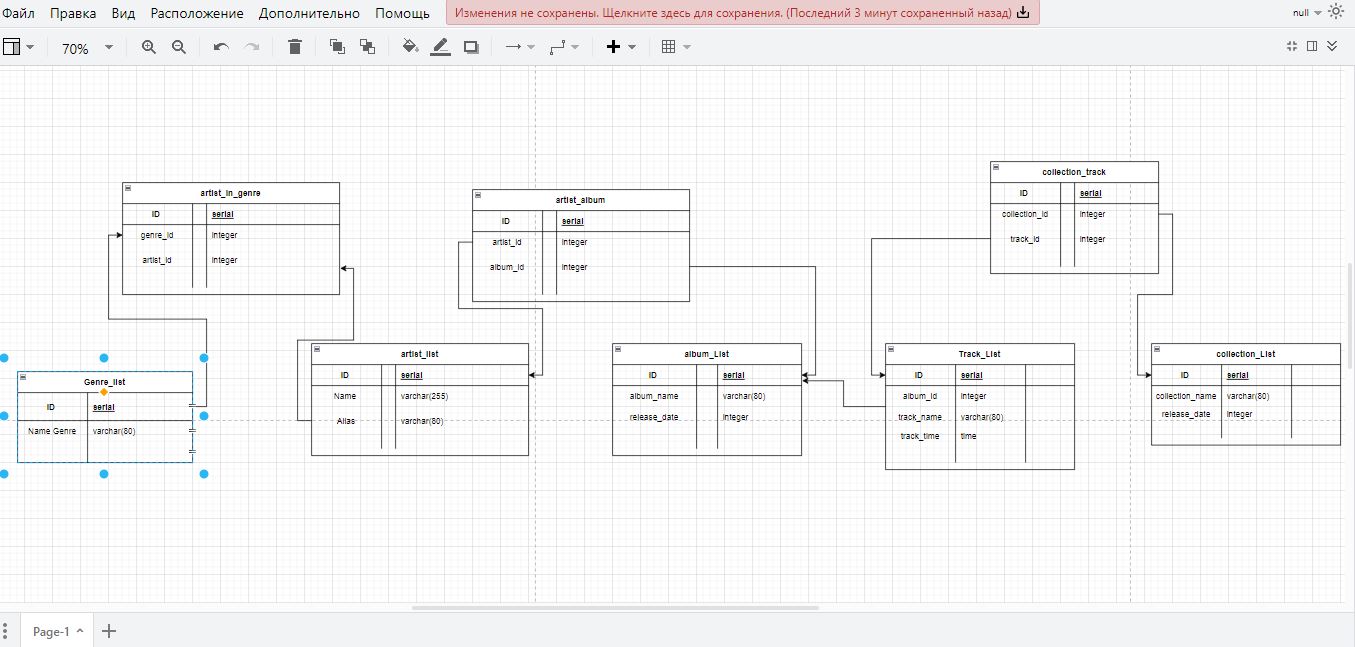 Файл Правка Вид Расположение Дополнительно Помощь Изменения не сохранены. Щелкните здесь для сохранения. (Последний 3 минут сохраненный назад) null
70%
artist_in_genre
ID serial
genre_id integer
artist_id integer
artist_album
ID serial
artist_id integer
album_id integer
collection_track
ID serial
collection_id integer
track_id integer
Genre_list
ID serial
Name Genre varchar(80)
artist_list
ID serial
Name varchar(255)
Alias varchar(80)
album_List
ID serial
album_name varchar(80)
release_date integer
Track_List
ID serial
album_id integer
track_name varchar(80)
track_time time
collection_List
ID serial
collection_name varchar(80)
release_date integer
Page-1